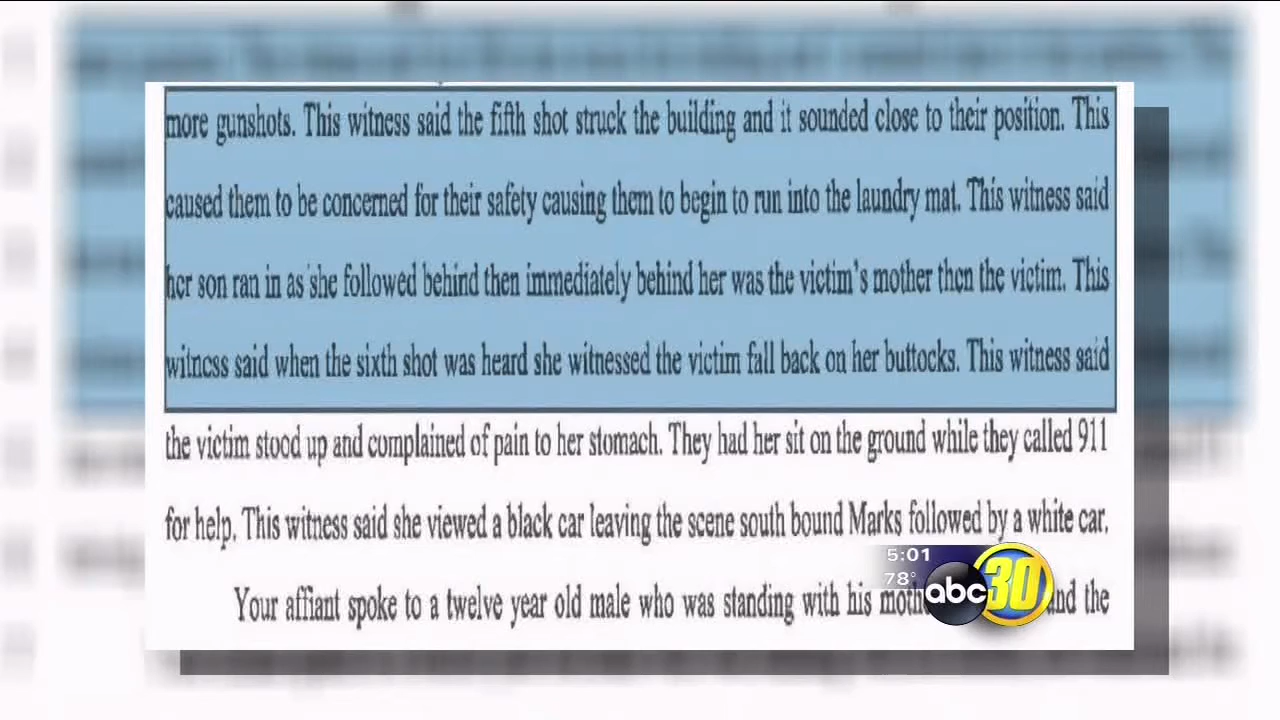 more gunshots. This witness said the fifth shot struck the building and it sounded close to their position. This
caused them to be concerned for their safety causing them to begin to run into the laundry mat. This witness said
her son ran in as she followed behind then immediately behind her was the victim's mother then the victim. This
witness said when the sixth shot was heard she witnessed the victim fall back on her buttocks. This witness said
the victim stood up and complained of pain to her stomach. They had her sit on the ground while they called 911
for help. This witness said she viewed a black car leaving the scene south bound Marks followed by a white car.
Your affiant spoke to a twelve year old male who was standing with his and the
5:01
78°
abc 30